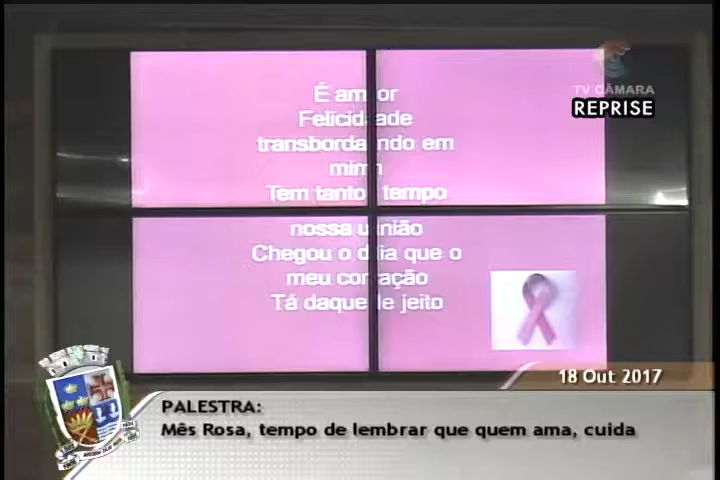 É amor
Felicidade
transbordando em
mim
Tem tanto tempo
nossa união
Chegou o dia que o
meu coração
Tá daquele jeito
TV CÂMARA
REPRISE
18 Out 2017
PALESTRA:
Mês Rosa, tempo de lembrar que quem ama, cuida